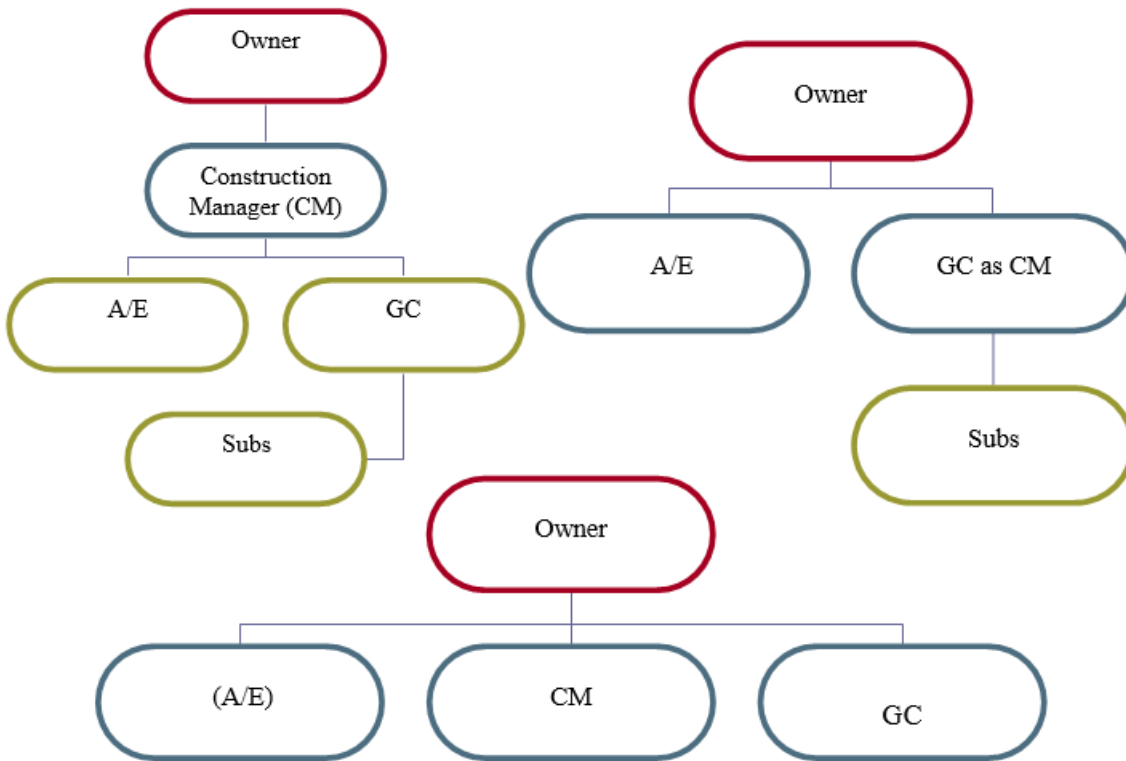 Owner
Construction
Manager (CM)
A/E
GC
Subs
Owner
A/E
GC as CM
Subs
Owner
(A/E)
CM
GC